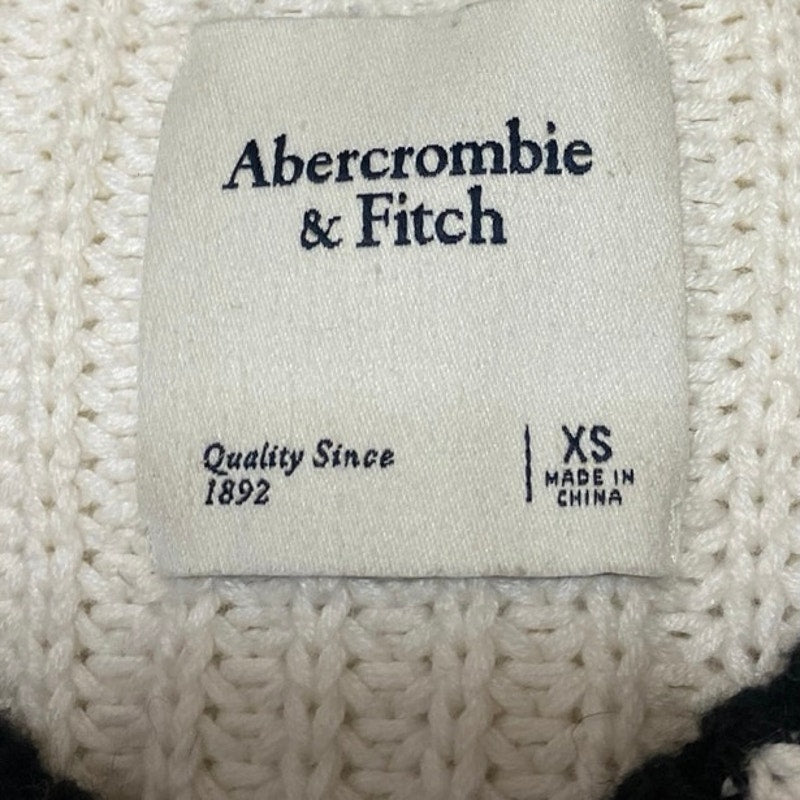 Abercrombie
& Fitch
Quality Since
1892
XS
MADE IN
CHINA